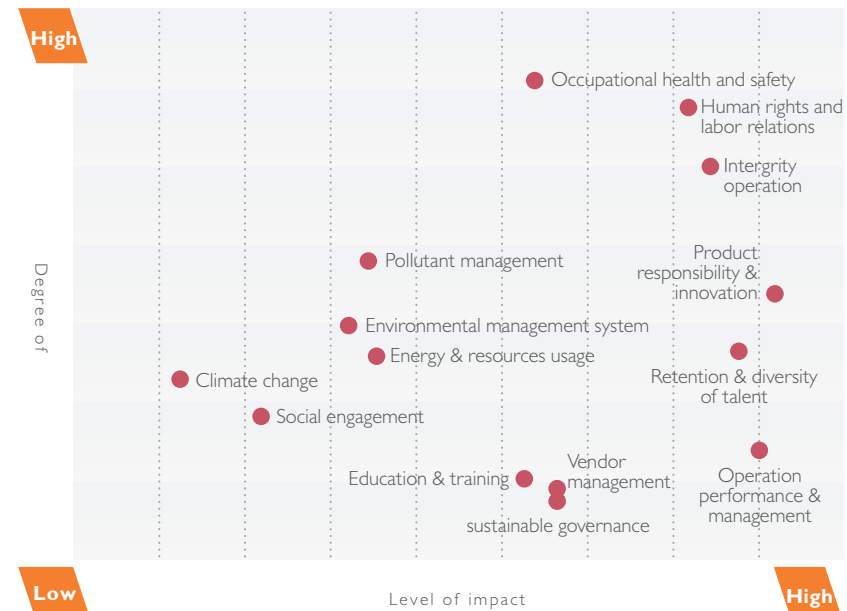 High
Occupational health and safety
Human rights and
labor relations
Intergrity
operation
Product
responsibility &
innovation
Pollutant management
Degree of
Environmental management system
Energy & resources usage
Climate change
Retention & diversity
of talent
Social engagement
Education & training
Vendor
management
sustainable governance
Operation
performance &
management
Low
Level of impact
High